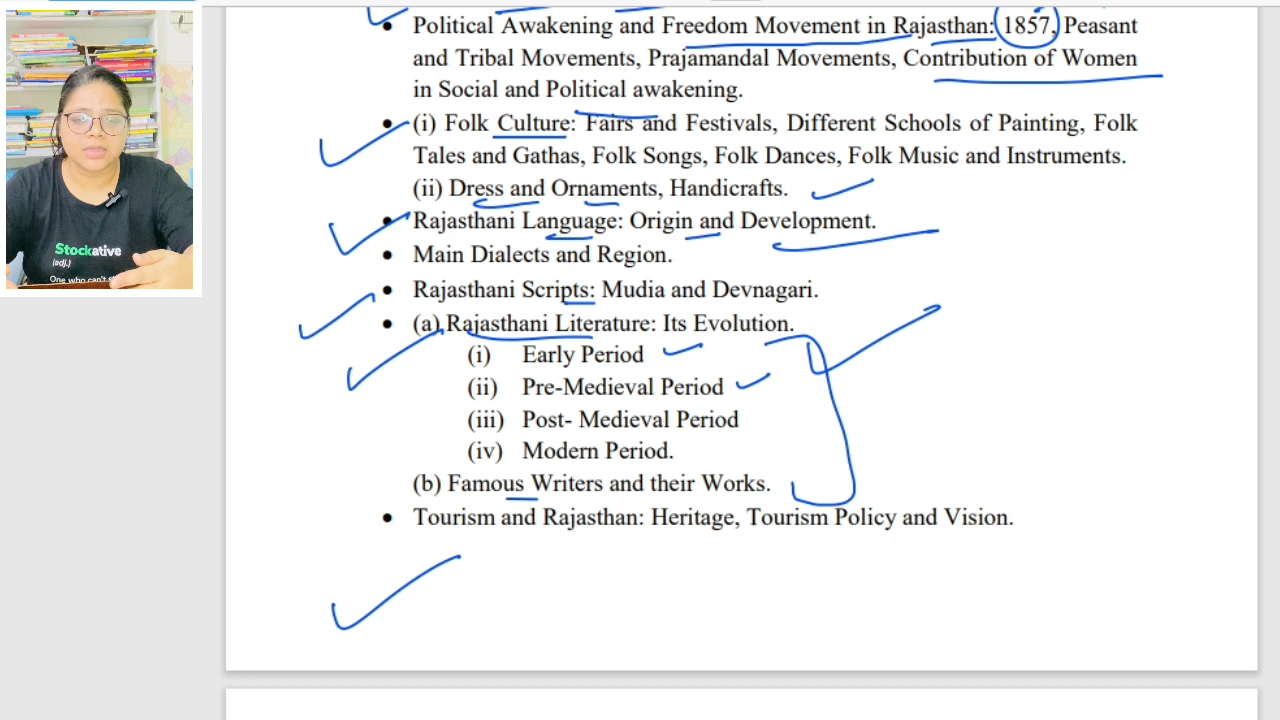 • Political Awakening and Freedom Movement in Rajasthan: 1857, Peasant
and Tribal Movements, Prajamandal Movements, Contribution of Women
in Social and Political awakening.
• (i) Folk Culture: Fairs and Festivals, Different Schools of Painting, Folk
Tales and Gathas, Folk Songs, Folk Dances, Folk Music and Instruments.
(ii) Dress and Ornaments, Handicrafts.
• Rajasthani Language: Origin and Development.
• Main Dialects and Region.
• Rajasthani Scripts: Mudia and Devnagari.
• (a) Rajasthani Literature: Its Evolution.
(i) Early Period
(ii) Pre-Medieval Period
(iii) Post- Medieval Period
(iv) Modern Period.
(b) Famous Writers and their Works.
• Tourism and Rajasthan: Heritage, Tourism Policy and Vision.
Stockative
(adj.)
One who can't